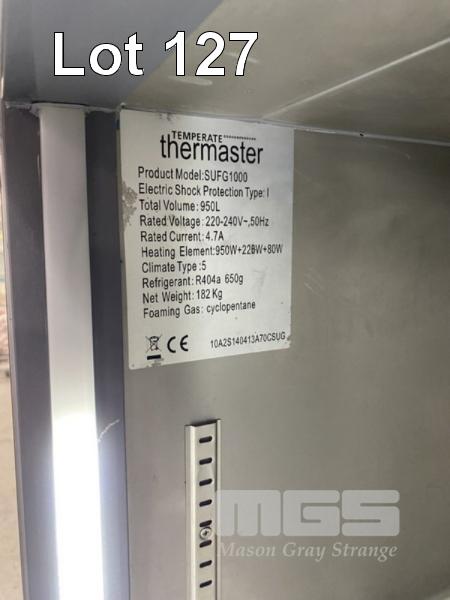 Lot 127
TEMPERATE
thermaster
Product Model:SUFG1000
Electric Shock Protection Type: I
Total Volume: 950L
Rated Voltage: 220-240V~,50Hz
Rated Current: 4.7A
Heating Element:950W+22BW+80W
Climate Type :5
Refrigerant: R404a 650g
Net Weight: 182 Kg
Foaming Gas: cyclopentane
CE
10A2S140413A70CSUG
MGS
Mason Gray Strange